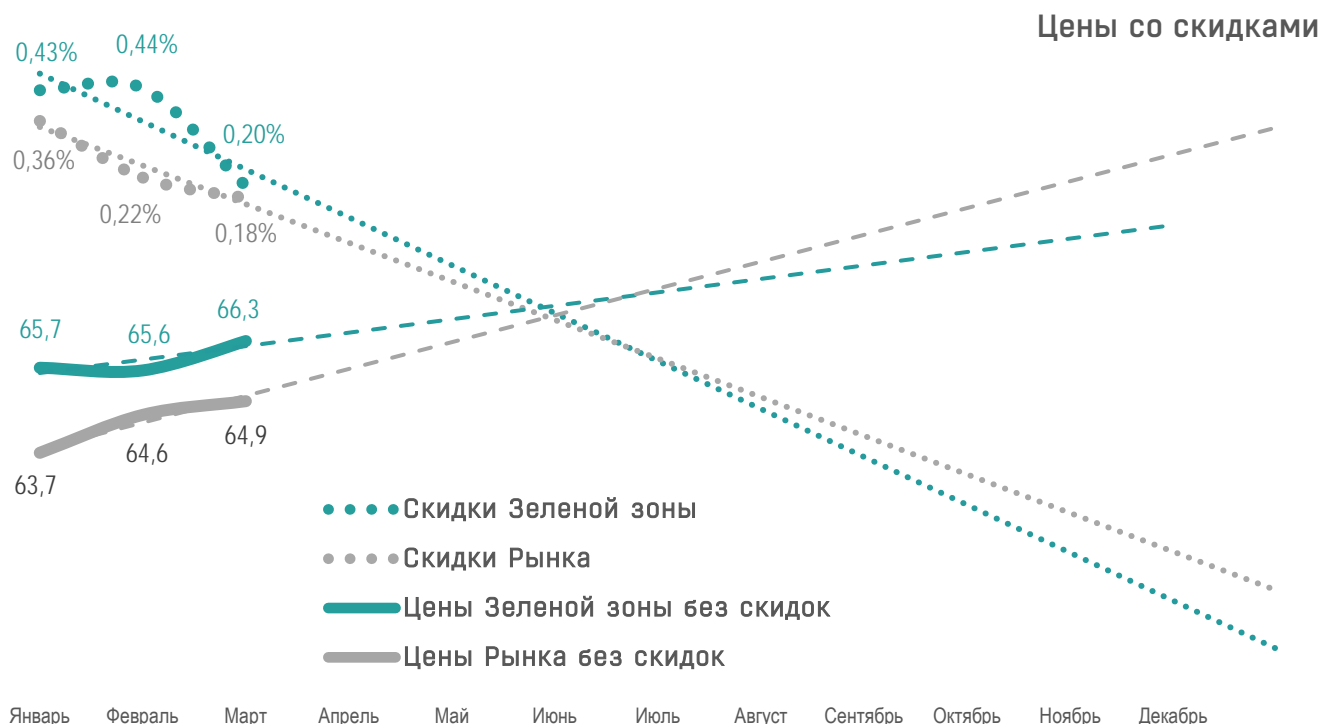 Цены со скидками
0,43%
0,44%
0,20%
0,36%
0,22%
0,18%
65,7
65,6
66,3
63,7
64,6
64,9
Скидки Зеленой зоны
Скидки Рынка
Цены Зеленой зоны без скидок
Цены Рынка без скидок
Январь Февраль Март Апрель Май Июнь Июль Август Сентябрь Октябрь Ноябрь Декабрь